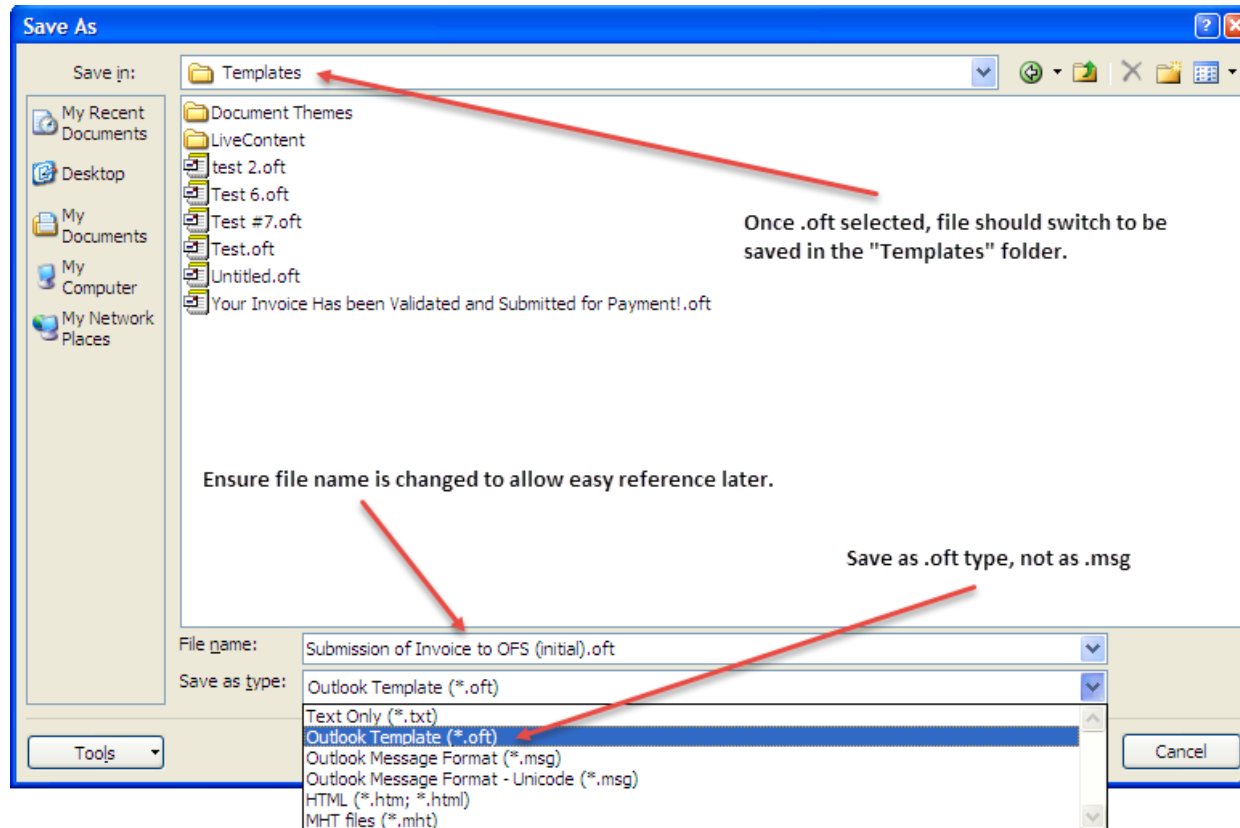 Save As
Save in:
Templates
My Recent
Documents
Desktop
My
Documents
My
Computer
My Network
Places
Document Themes
LiveContent
test 2.oft
Test 6.oft
Test #7.oft
Test.oft
Untitled.oft
Your Invoice Has been Validated and Submitted for Payment!.oft
Once .oft selected, file should switch to be
saved in the "Templates" folder.
Ensure file name is changed to allow easy reference later.
Save as .oft type, not as .msg
File name:
Submission of Invoice to OFS (initial).oft
Save as type:
Outlook Template (*.oft)
Text Only (*.txt)
Outlook Template (*.oft)
Outlook Message Format (*.msg)
Outlook Message Format - Unicode (*.msg)
HTML (*.htm; *.html)
MHT files (*.mht)
Tools
Cancel